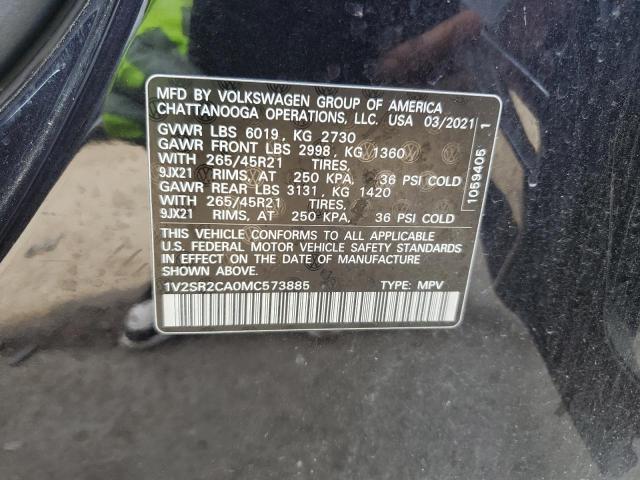 MFD BY VOLKSWAGEN GROUP OF AMERICA
CHATTANOOGA OPERATIONS, LLC. USA 03/2021
GVWR LBS 6019, KG 2730
GAWR FRONT LBS 2998, KG 1360
WITH 265/45R21 TIRES,
9JX21 RIMS, AT 250 KPA, 36 PSI COLD
GAWR REAR LBS 3131, KG 1420
WITH 265/45R21 TIRES,
9JX21 RIMS, AT 250 KPA, 36 PSI COLD
THIS VEHICLE CONFORMS TO ALL APPLICABLE
U.S. FEDERAL MOTOR VEHICLE SAFETY STANDARDS
IN EFFECT ON THE DATE OF MANUFACTURE
SHOWN ABOVE.
1V2SR2CA0MC573885 TYPE: MPV
1059405 1